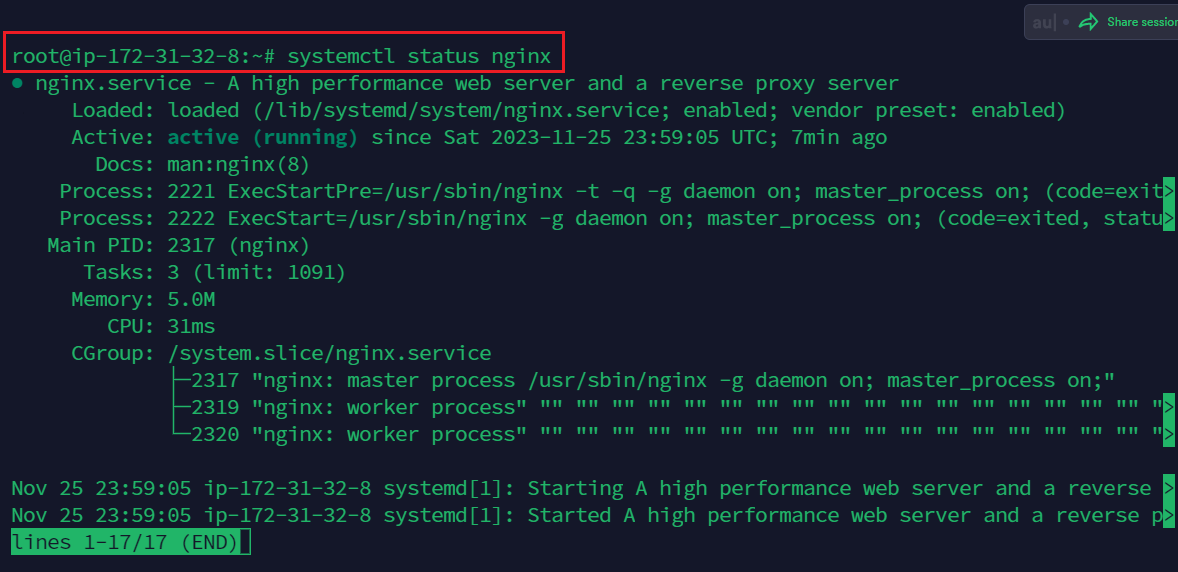 au
Share session
root@ip-172-31-32-8:~# systemctl status nginx
● nginx.service - A high performance web server and a reverse proxy server
     Loaded: loaded (/lib/systemd/system/nginx.service; enabled; vendor preset: enabled)
     Active: active (running) since Sat 2023-11-25 23:59:05 UTC; 7min ago
       Docs: man:nginx(8)
    Process: 2221 ExecStartPre=/usr/sbin/nginx -t -q -g daemon on; master_process on; (code=exit>
    Process: 2222 ExecStart=/usr/sbin/nginx -g daemon on; master_process on; (code=exited, statu>
   Main PID: 2317 (nginx)
      Tasks: 3 (limit: 1091)
     Memory: 5.0M
        CPU: 31ms
     CGroup: /system.slice/nginx.service
             ├─2317 "nginx: master process /usr/sbin/nginx -g daemon on; master_process on;"
             ├─2319 "nginx: worker process" "" "" "" "" "" "" "" "" "" "" "" "" "" "" "" "" "" ">
             └─2320 "nginx: worker process" "" "" "" "" "" "" "" "" "" "" "" "" "" "" "" "" "" ">
Nov 25 23:59:05 ip-172-31-32-8 systemd[1]: Starting A high performance web server and a reverse >
Nov 25 23:59:05 ip-172-31-32-8 systemd[1]: Started A high performance web server and a reverse p>
lines 1-17/17 (END)